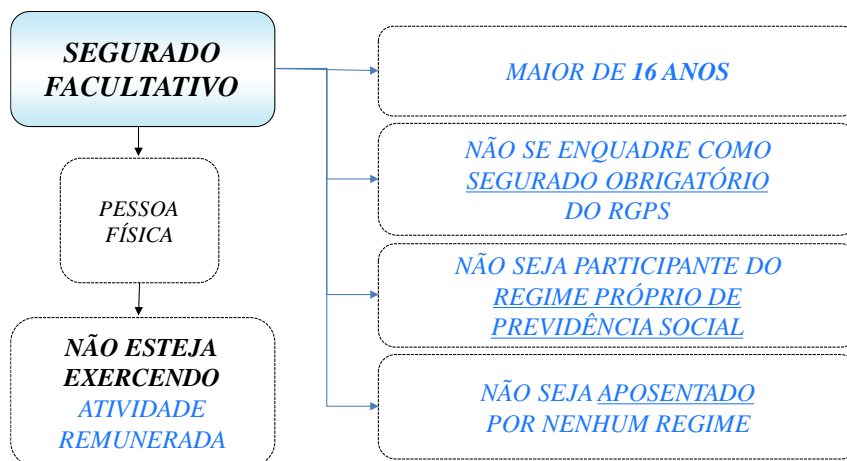 SEGURADO
FACULTATIVO
PESSOA
FÍSICA
NÃO ESTEJA
EXERCENDO
ATIVIDADE
REMUNERADA
MAIOR DE 16 ANOS
NÃO SE ENQUADRE COMO
SEGURADO OBRIGATÓRIO
DO RGPS
NÃO SEJA PARTICIPANTE DO
REGIME PRÓPRIO DE
PREVIDÊNCIA SOCIAL
NÃO SEJA APOSENTADO
POR NENHUM REGIME